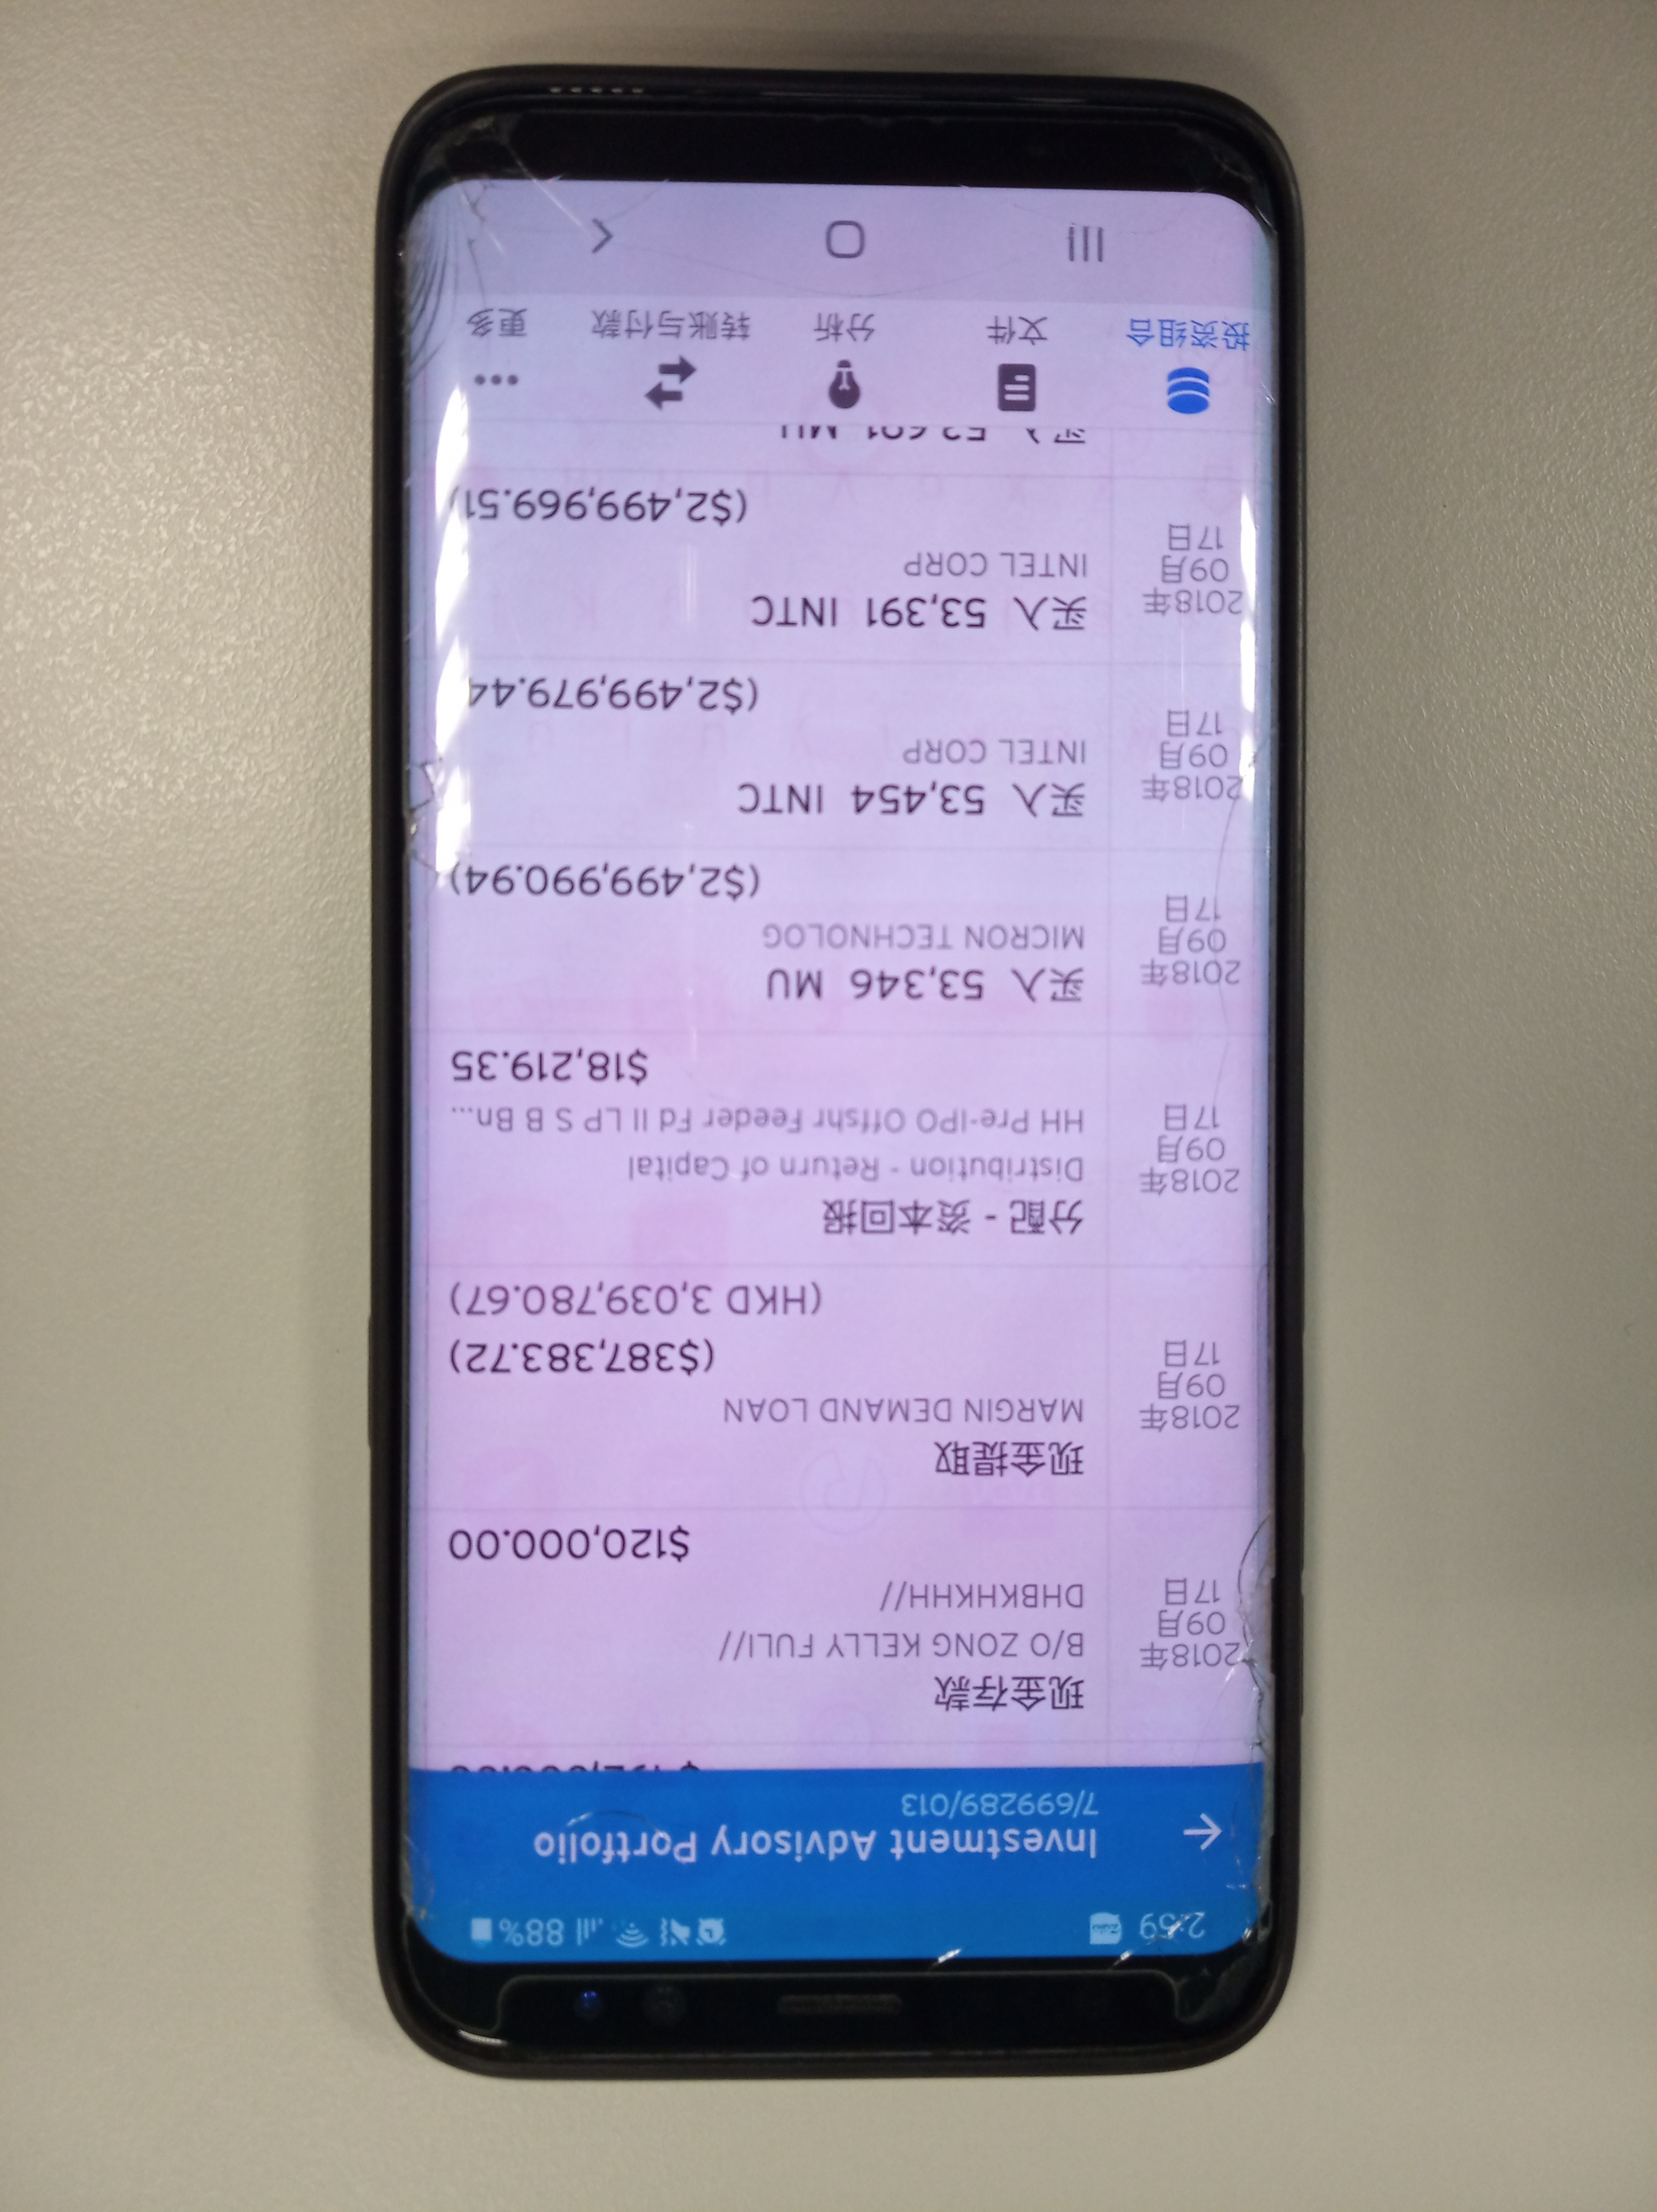 2:59
88%
Investment Advisory Portfolio
7/699289/013
现金存款
B/O ZONG KELLY FULI//
DHBKHKHH//
$120,000.00
2018年
09月
17日
现金提取
MARGIN DEMAND LOAN
($387,383.72)
(HKD 3,039,780.67)
2018年
09月
17日
分配 - 资本回报
Distribution - Return of Capital
HH Pre-IPO Offshr Feeder Fd II LP S B Bn...
$18,219.35
2018年
09月
17日
买入 53,346 MU
MICRON TECHNOLOG
($2,499,990.94)
2018年
09月
17日
买入 53,454 INTC
INTEL CORP
($2,499,979.44
2018年
09月
17日
买入 53,391 INTC
INTEL CORP
($2,499,969.51)
2018年
09月
17日
买入 53,601 MU
投资组合
文件
分析
转账与付款
更多